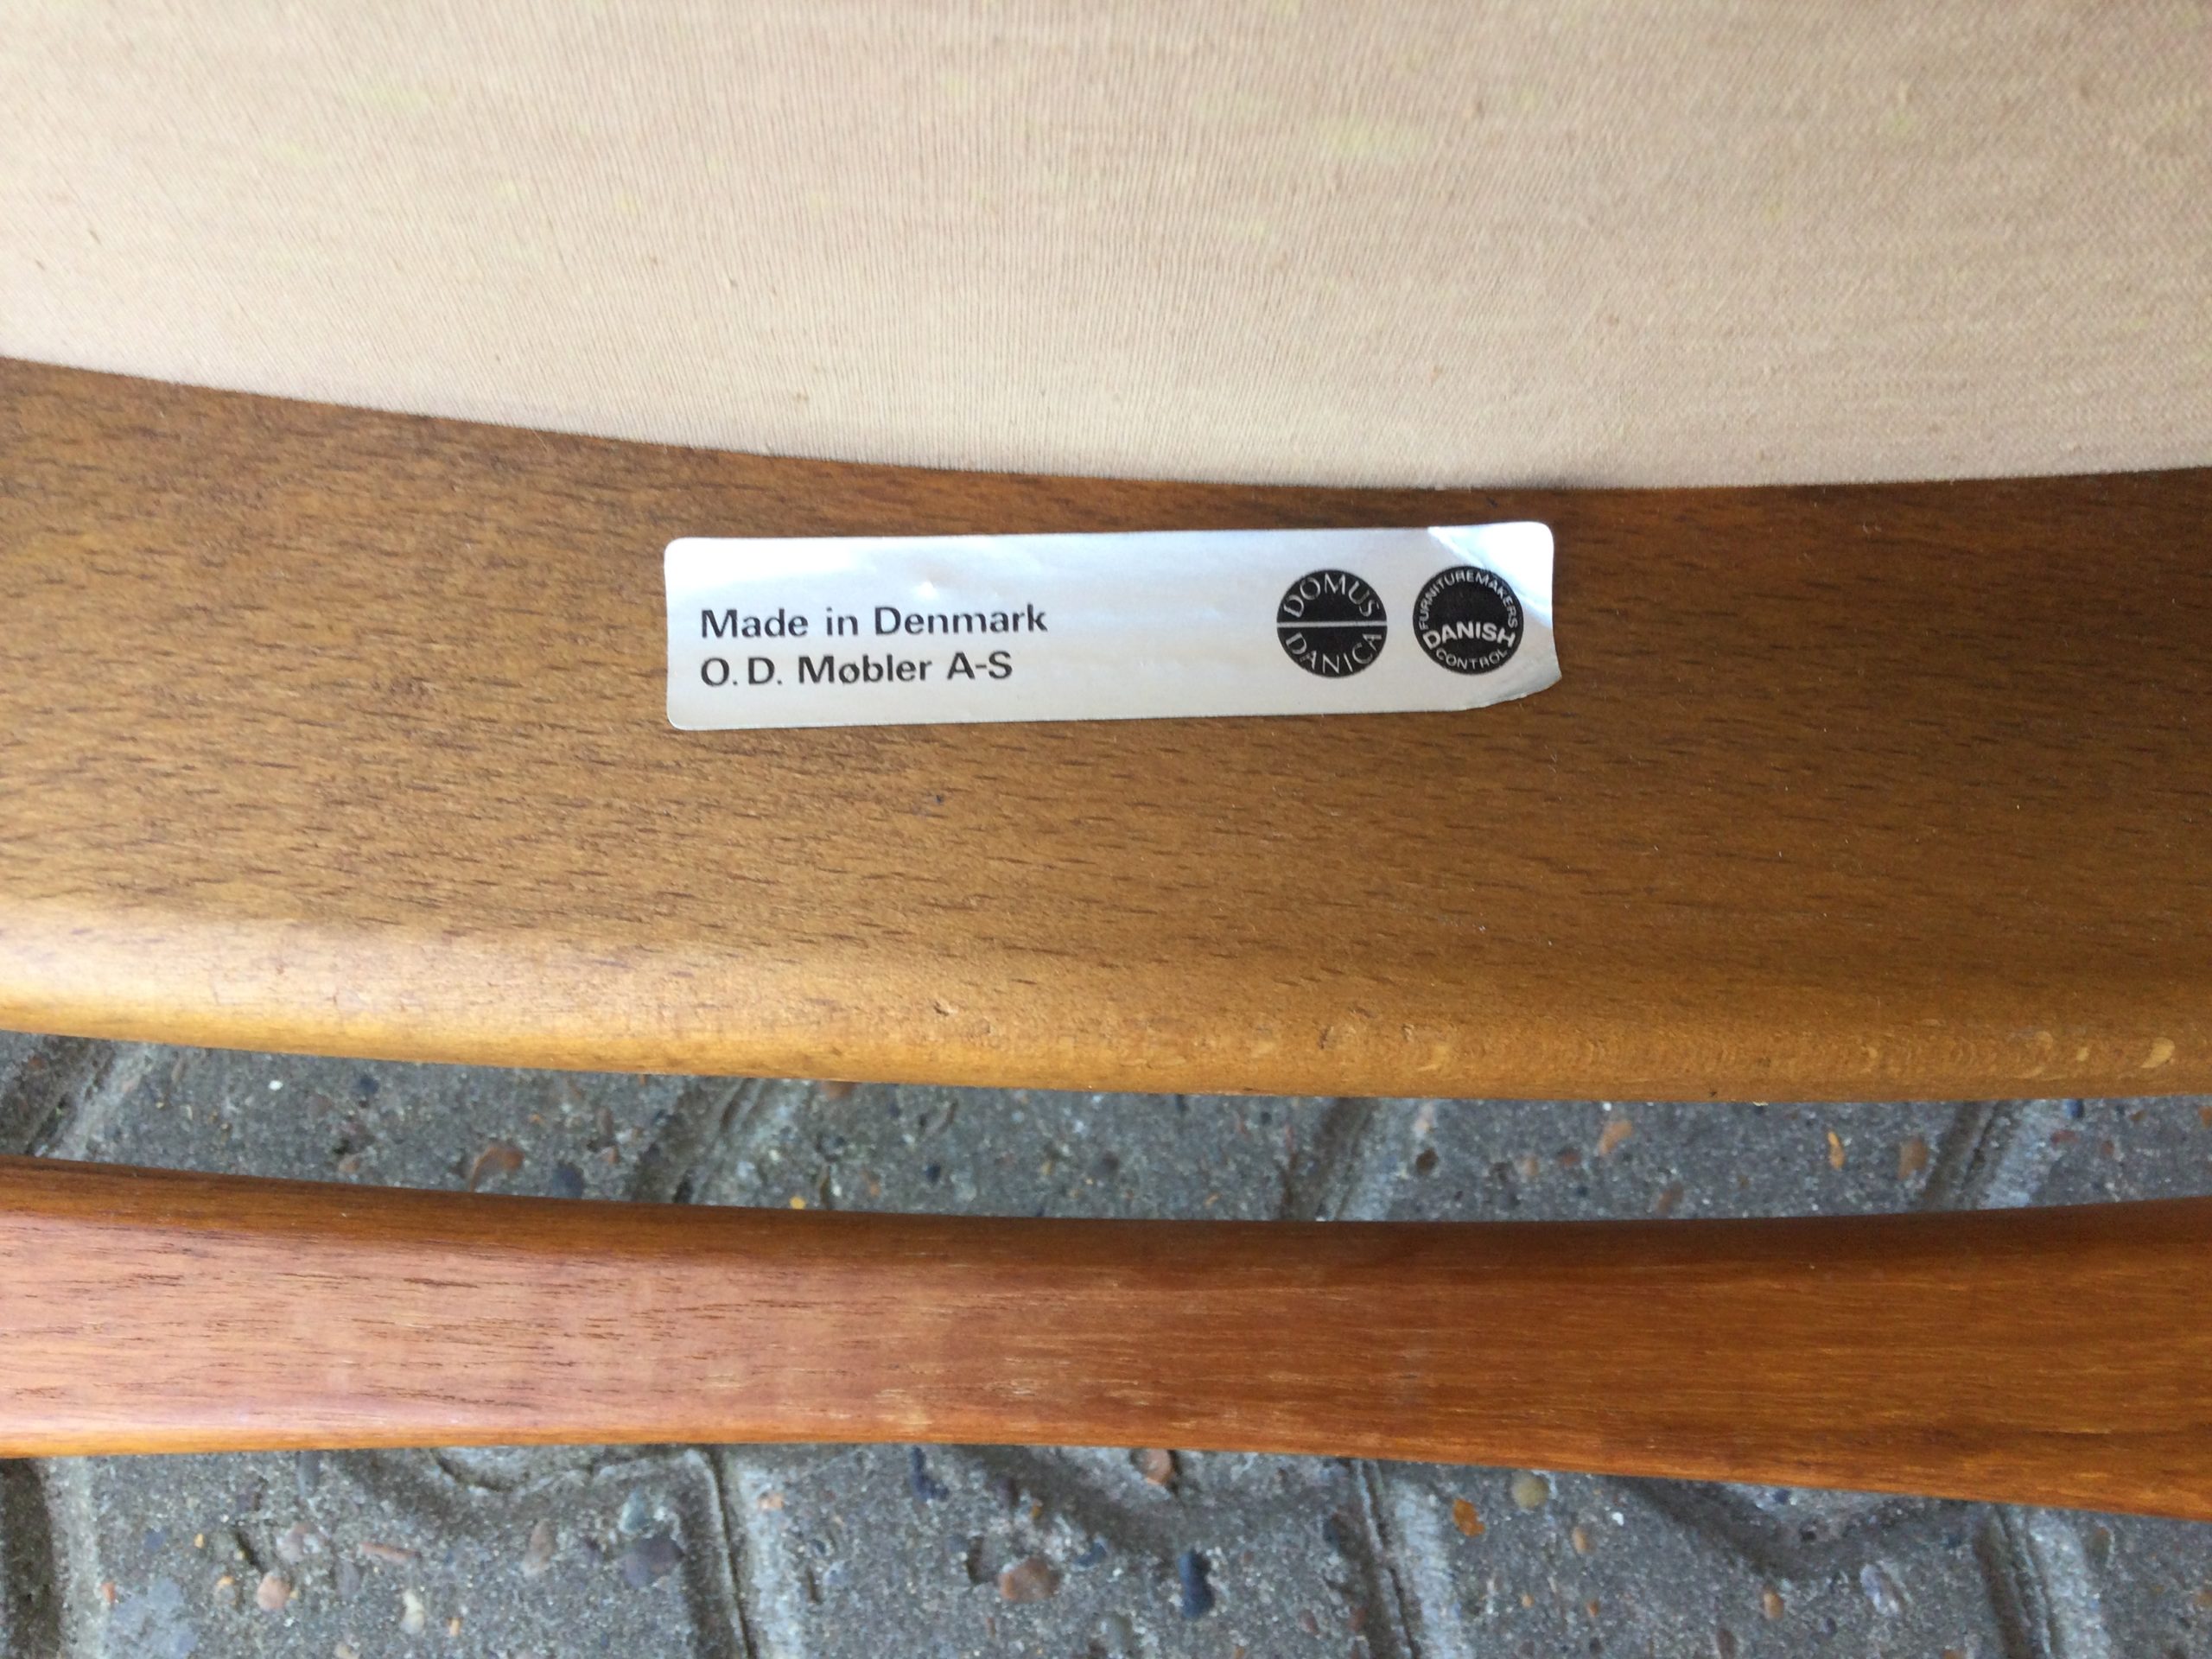 Made in Denmark
O. D. Møbler A-S
DOMUS
DANICA
FURNITUREMAKERS
DANISH
CONTROL